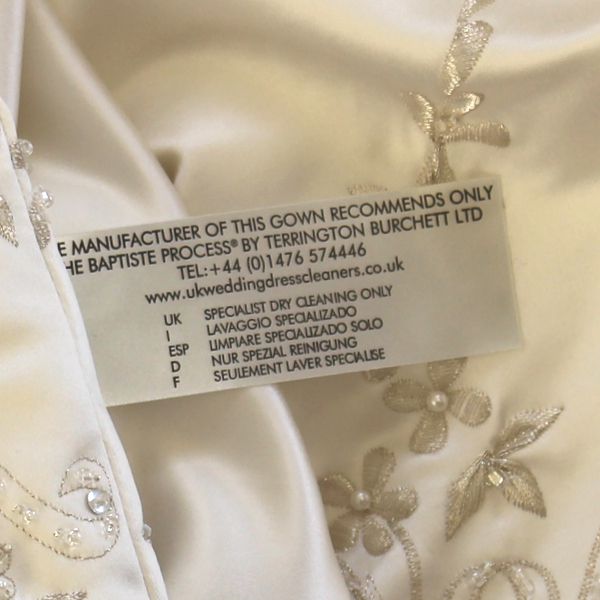 E MANUFACTURER OF THIS GOWN RECOMMENDS ONLY
HE BAPTISTE PROCESS® BY TERRINGTON BURCHETT LTD
TEL:+44 (0)1476 574446
www.ukweddingdresscleaners.co.uk
UK SPECIALIST DRY CLEANING ONLY
I LAVAGGIO SPECIALIZADO
ESP LIMPIARE SPECIALIZADO SOLO
D NUR SPEZIAL REINIGUNG
F SEULEMENT LAVER SPECIALISE